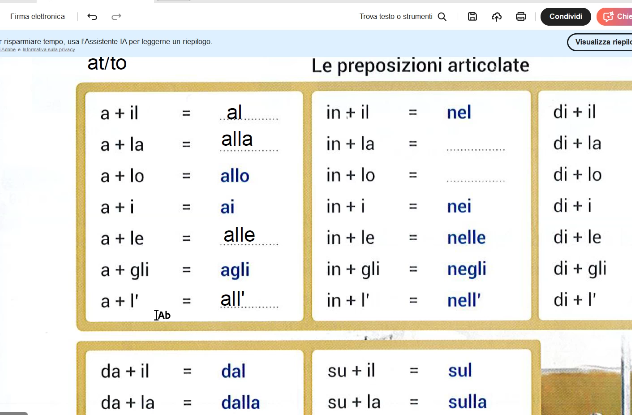 Firma elettronica Trova testo o strumenti Condividi
risparmiare tempo, usa l'Assistente IA per leggerne un riepilogo.
Visualizza
at/to Le preposizioni articolate
a + il = al in + il = nel di + il
a + la = alla in + la = di + la
a + lo = allo in + lo = di + lo
a + i = ai in + i = nei di + i
a + le = alle in + le = nelle di + le
a + gli = agli in + gli = negli di + gli
a + l' = all' in + l' = nell' di + l'
Ab
da + il = dal su + il = sul
da + la = dalla su + la = sulla